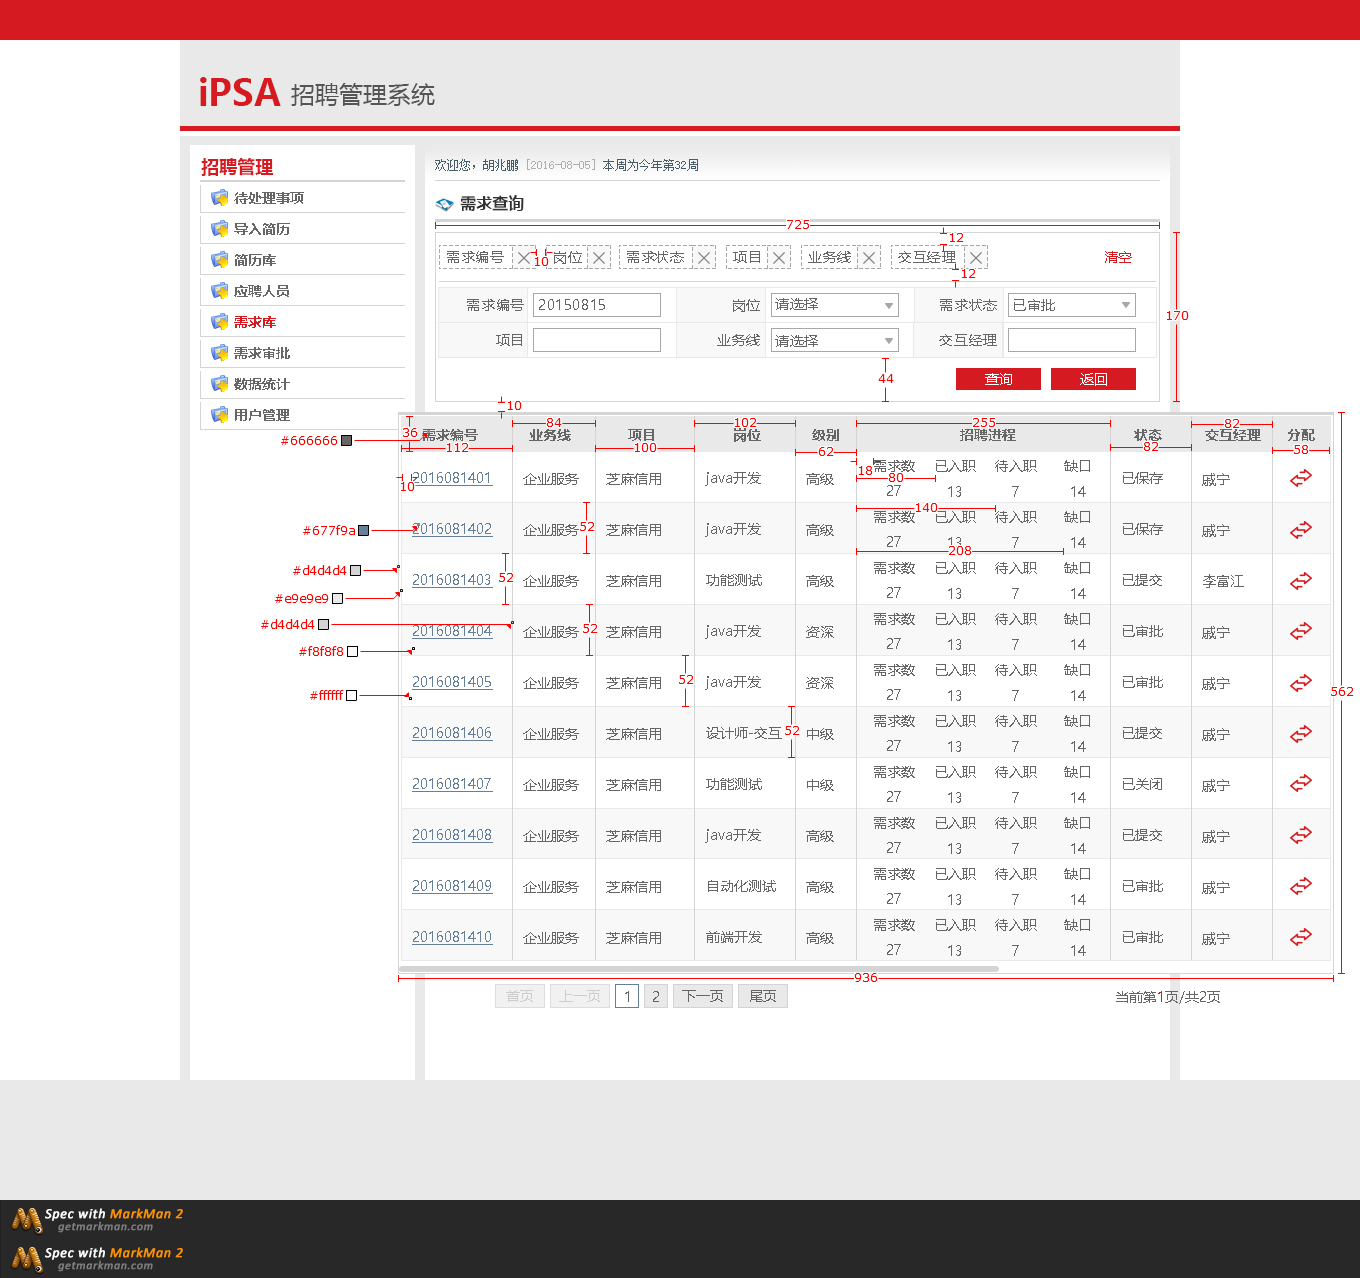 iPSA 招聘管理系统
招聘管理
待处理事项
导入简历
简历库
应聘人员
需求库
需求审批
数据统计
用户管理
欢迎您，胡兆鹏 [2016-08-05] 本周为今年第32周
需求查询
725
12
需求编号 10 岗位 需求状态 项目 业务线 交互经理 清空
12
需求编号 20150815 岗位 请选择 需求状态 已审批
170
项目 业务线 请选择 交互经理
44 查询 返回
10
36 84 102 255 82
需求编号 业务线 项目 岗位 级别 招聘进程 状态 交互经理 分配
#666666
112 100 62 82 58
2016081401 企业服务 芝麻信用 java开发 高级 需求数 已入职 待入职 缺口 已保存 戚宁
18 80
10 27 13 7 14
140
#677f9a 2016081402 企业服务 52 芝麻信用 java开发 高级 需求数 已入职 待入职 缺口 已保存 戚宁
27 13 7 14
208
#d4d4d4 2016081403 52 企业服务 芝麻信用 功能测试 高级 需求数 已入职 待入职 缺口 已提交 李富江
#e9e9e9 27 13 7 14
#d4d4d4 2016081404 企业服务 52 芝麻信用 java开发 资深 需求数 已入职 待入职 缺口 已审批 戚宁
#f8f8f8 27 13 7 14
2016081405 企业服务 芝麻信用 52 java开发 资深 需求数 已入职 待入职 缺口 已审批 戚宁
#ffffff 27 13 7 14
562
2016081406 企业服务 芝麻信用 设计师-交互 52 中级 需求数 已入职 待入职 缺口 已提交 戚宁
27 13 7 14
2016081407 企业服务 芝麻信用 功能测试 中级 需求数 已入职 待入职 缺口 已关闭 戚宁
27 13 7 14
2016081408 企业服务 芝麻信用 java开发 高级 需求数 已入职 待入职 缺口 已提交 戚宁
27 13 7 14
2016081409 企业服务 芝麻信用 自动化测试 高级 需求数 已入职 待入职 缺口 已审批 戚宁
27 13 7 14
2016081410 企业服务 芝麻信用 前端开发 高级 需求数 已入职 待入职 缺口 已审批 戚宁
27 13 7 14
936
首页 上一页 1 2 下一页 尾页 当前第1页/共2页
Spec with MarkMan 2
getmarkman.com
Spec with MarkMan 2
getmarkman.com